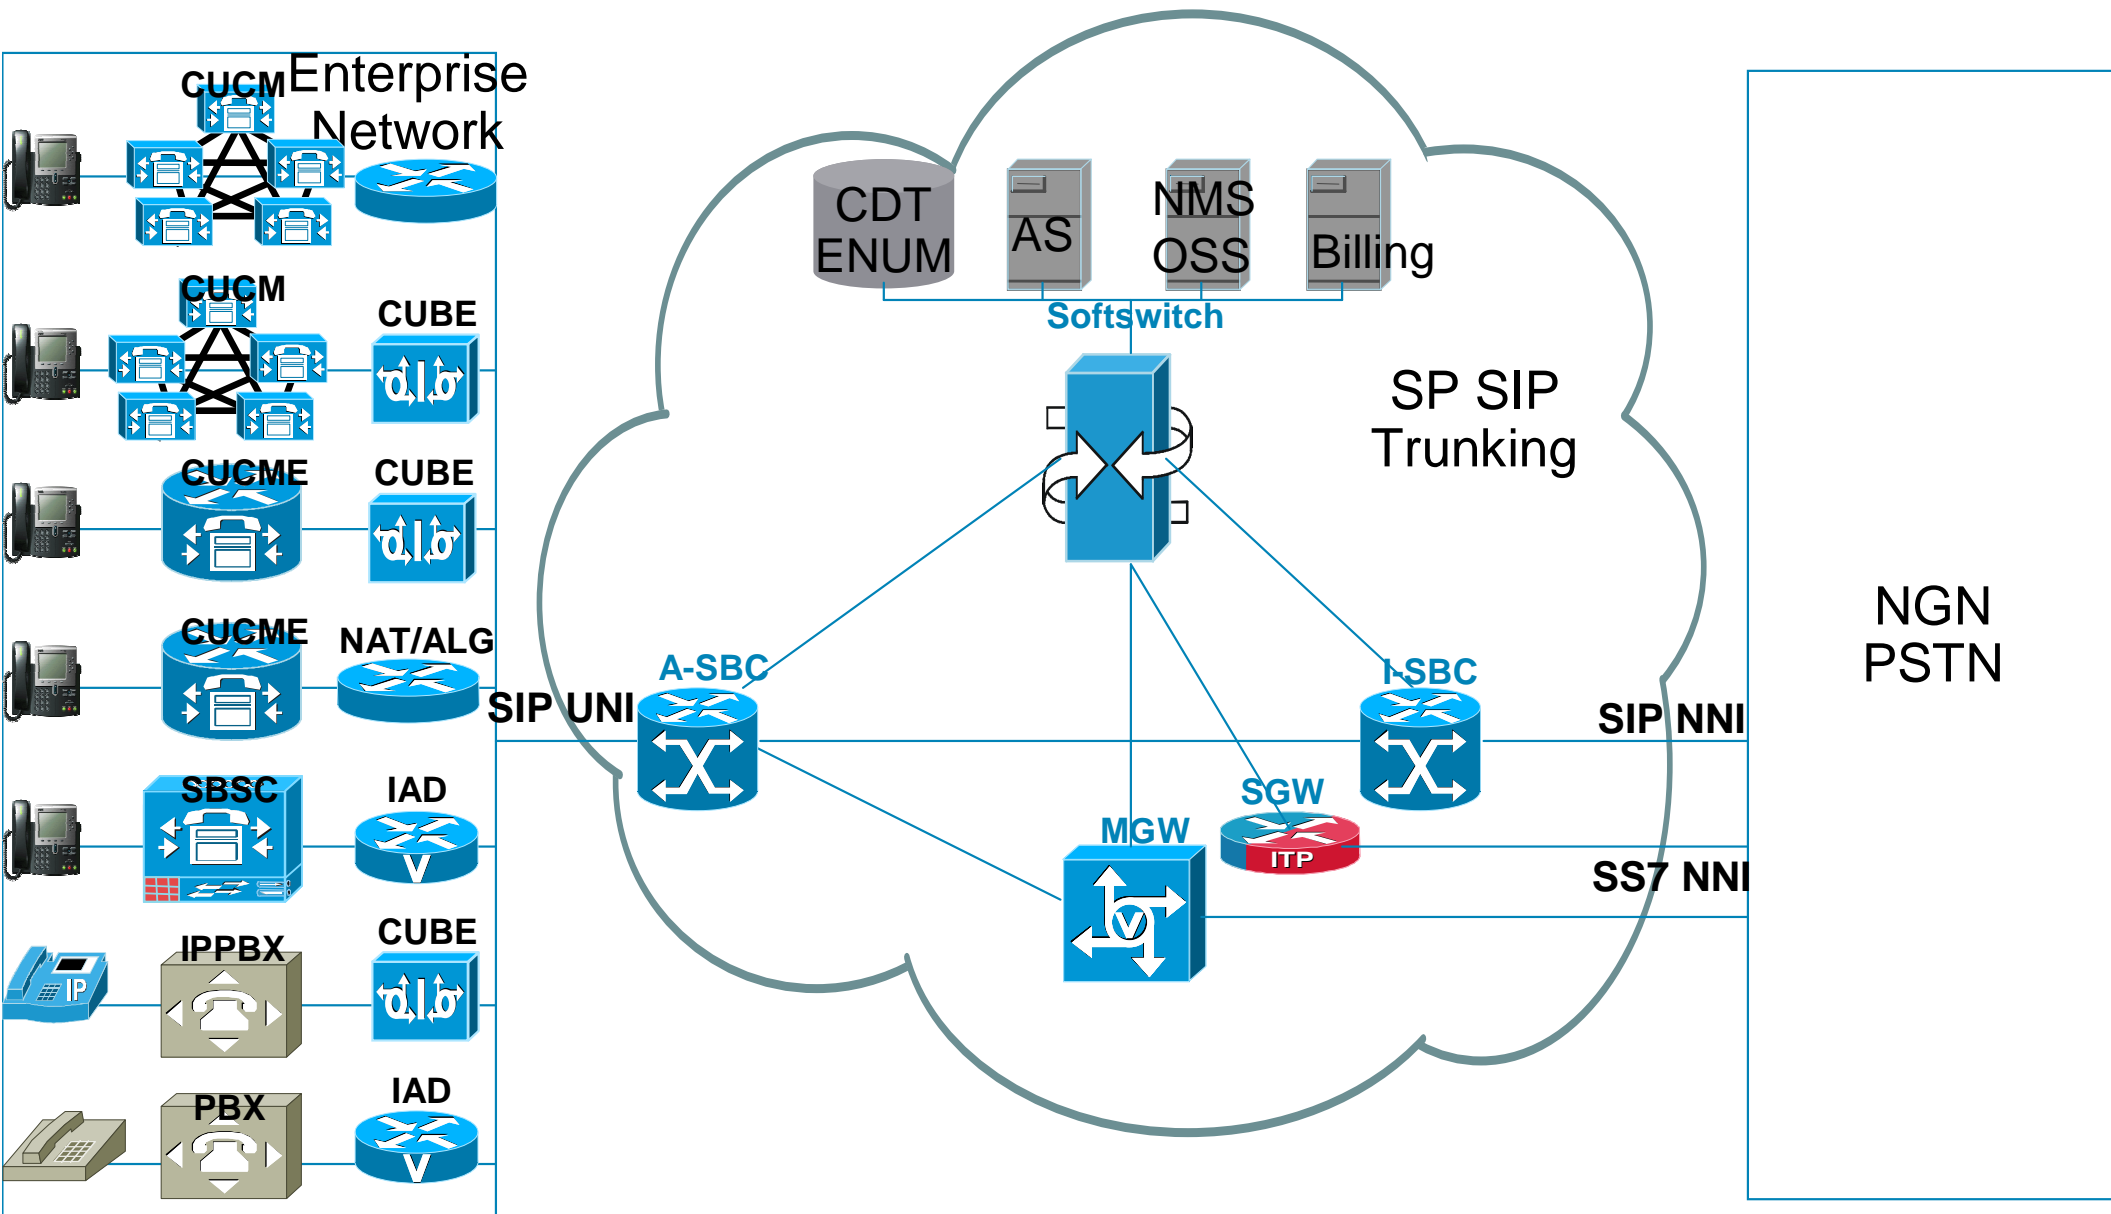 Enterprise
Network
CUCM
CUCM
CUBE
CUCME
CUBE
CUCME
NAT/ALG
SBSC
IAD
V
IPPBX
CUBE
IP
PBX
IAD
V
SIP UNI
CDT
ENUM
AS
NMS
OSS
Billing
Softswitch
SP SIP
Trunking
A-SBC
I-SBC
SGW
ITP
MGW
V
SIP NNI
SS7 NNI
NGN
PSTN